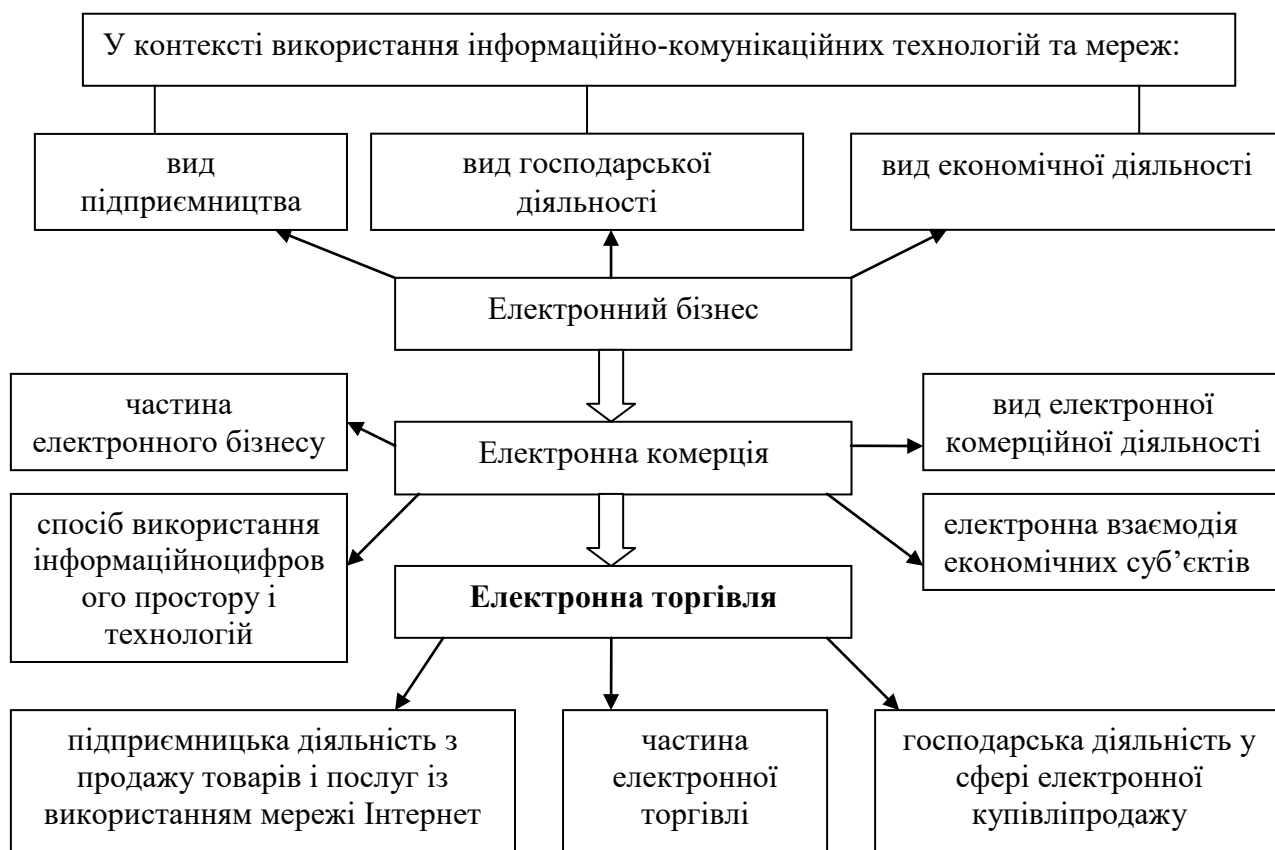 У контексті використання інформаційно-комунікаційних технологій та мереж:
вид
підприємництва
вид господарської
діяльності
вид економічної діяльності
Електронний бізнес
частина
електронного бізнесу
Електронна комерція
вид електронної
комерційної діяльності
спосіб використання
інформаційноцифров
ого простору і
технологій
електронна взаємодія
економічних суб’єктів
Електронна торгівля
підприємницька діяльність з
продажу товарів і послуг із
використанням мережі Інтернет
частина
електронної
торгівлі
господарська діяльність у
сфері електронної
купівліпродажу